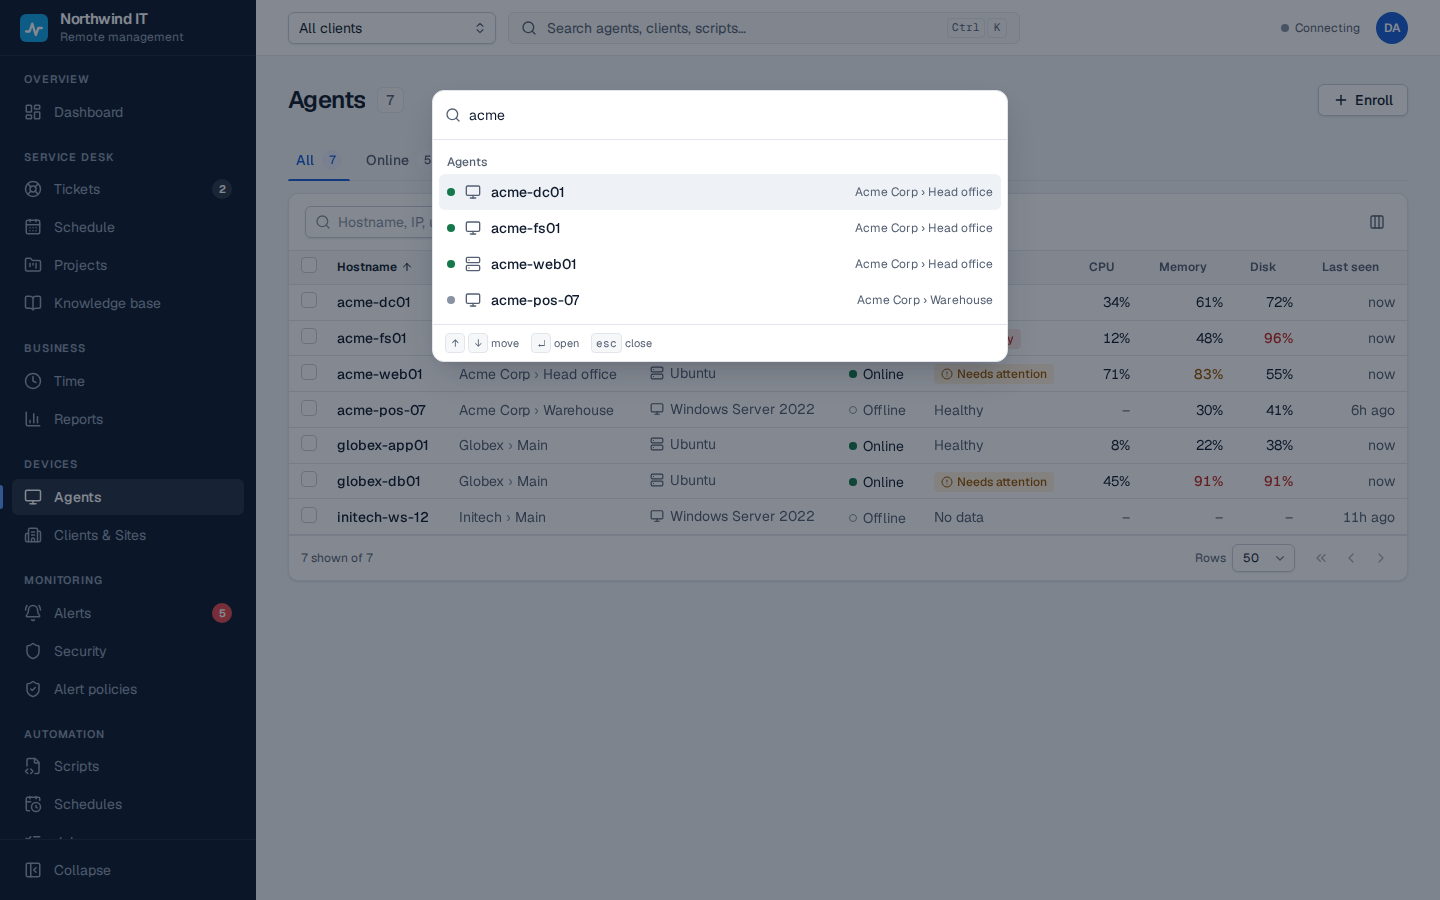 Northwind IT
Remote management
All clients
Search agents, clients, scripts...
Ctrl K
Connecting
DA
OVERVIEW
Dashboard
SERVICE DESK
Tickets 2
Schedule
Projects
Knowledge base
BUSINESS
Time
Reports
DEVICES
Agents
Clients & Sites
MONITORING
Alerts 5
Security
Alert policies
AUTOMATION
Scripts
Schedules
Collapse
Agents 7
Enroll
All 7 Online 5
Hostname, IP,
acme
Agents
acme-dc01 Acme Corp › Head office
acme-fs01 Acme Corp › Head office
acme-web01 Acme Corp › Head office
acme-pos-07 Acme Corp › Warehouse
↑ ↓ move ↵ open esc close
Hostname ↑ CPU Memory Disk Last seen
acme-dc01 34% 61% 72% now
acme-fs01 12% 48% 96% now
acme-web01 Acme Corp › Head office Ubuntu Online Needs attention 71% 83% 55% now
acme-pos-07 Acme Corp › Warehouse Windows Server 2022 Offline Healthy – 30% 41% 6h ago
globex-app01 Globex › Main Ubuntu Online Healthy 8% 22% 38% now
globex-db01 Globex › Main Ubuntu Online Needs attention 45% 91% 91% now
initech-ws-12 Initech › Main Windows Server 2022 Offline No data – – – 11h ago
7 shown of 7
Rows 50